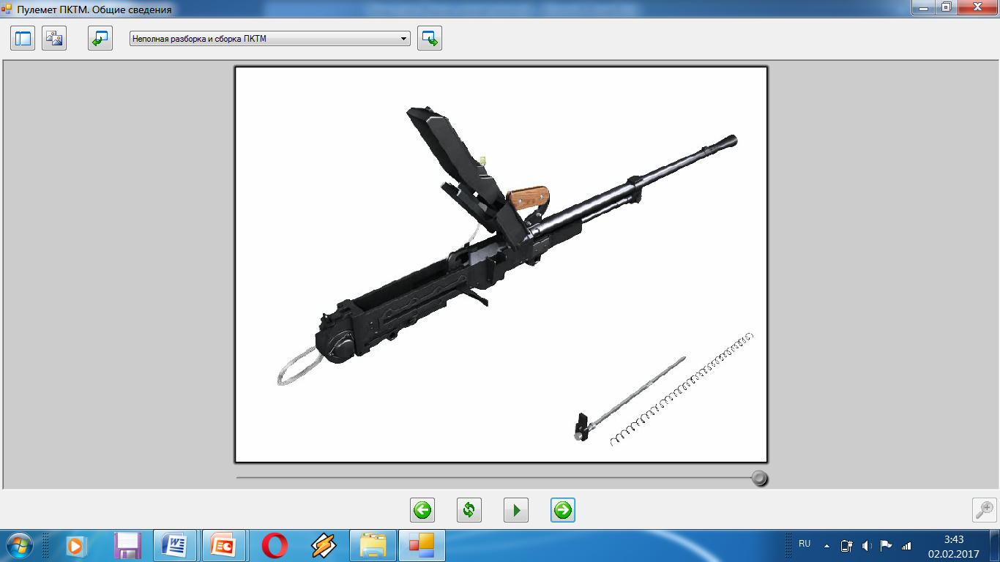 Пулемет ПКТМ. Общие сведения
Неполная разборка и сборка ПКТМ
RU
3:43
02.02.2017